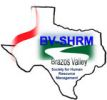 BV-SHRM
Brazos Valley
Society for Human
Resource
Management